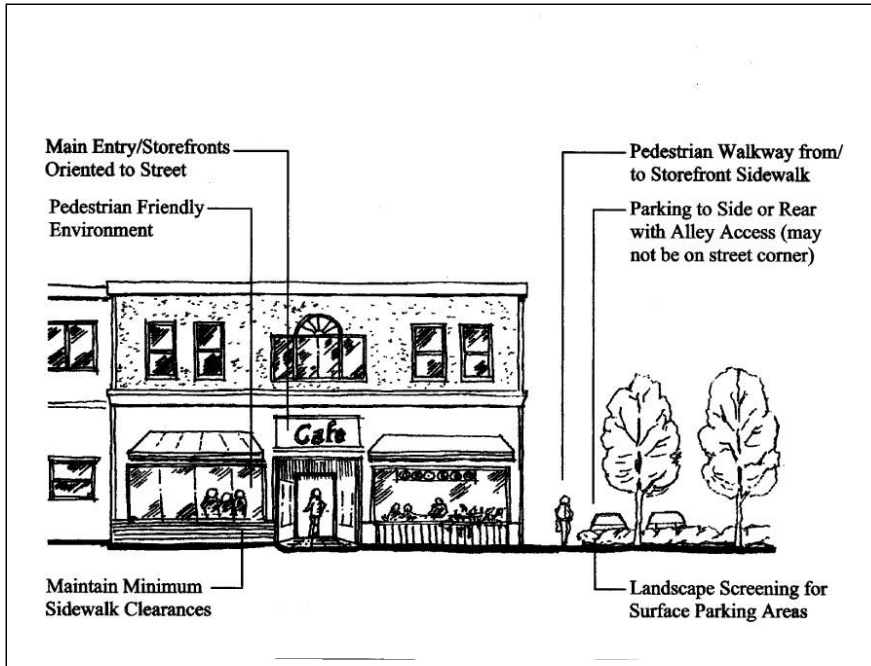 Main Entry/Storefronts
Oriented to Street
Pedestrian Friendly
Environment
Pedestrian Walkway from/
to Storefront Sidewalk
Parking to Side or Rear
with Alley Access (may
not be on street corner)
Cafe
Maintain Minimum
Sidewalk Clearances
Landscape Screening for
Surface Parking Areas